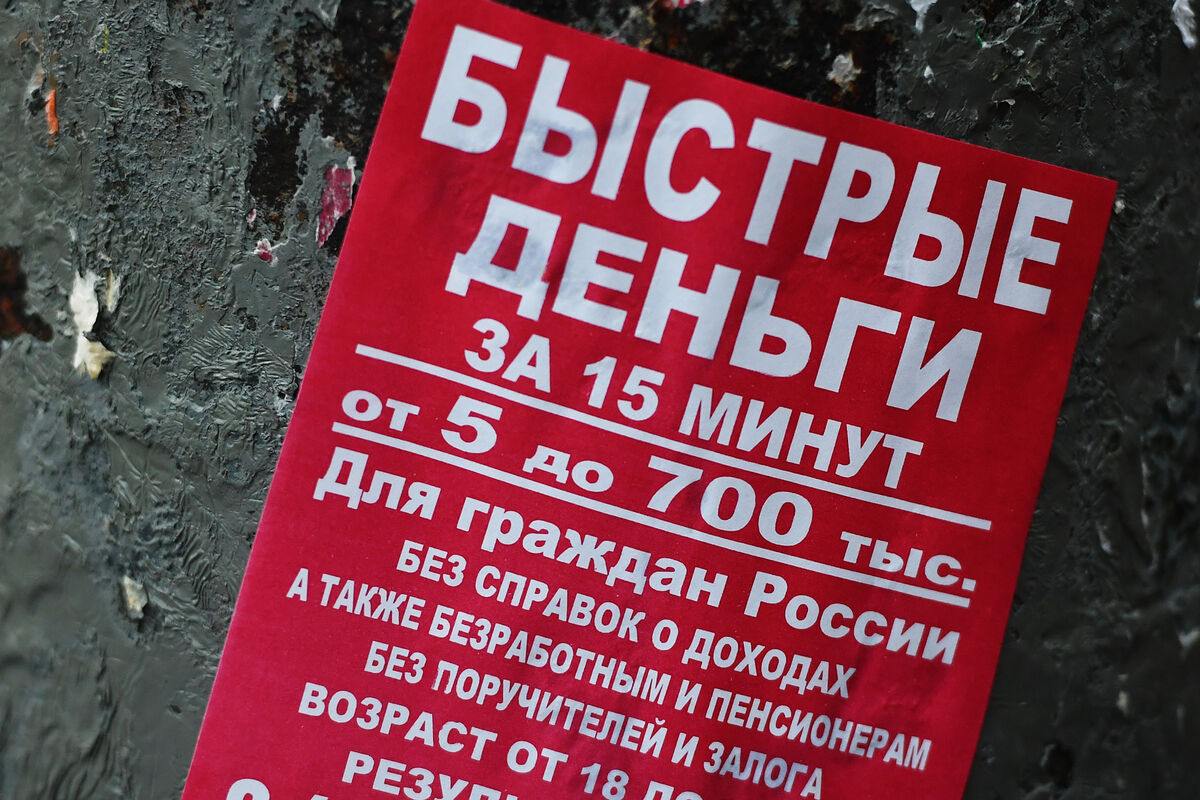 БЫСТРЫЕ
ДЕНЬГИ
ЗА 15 МИНУТ
от 5 до 700 тыс.
Для граждан России
БЕЗ СПРАВОК О ДОХОДАХ
А ТАКЖЕ БЕЗРАБОТНЫМ И ПЕНСИОНЕРАМ
БЕЗ ПОРУЧИТЕЛЕЙ И ЗАЛОГА
ВОЗРАСТ ОТ 18